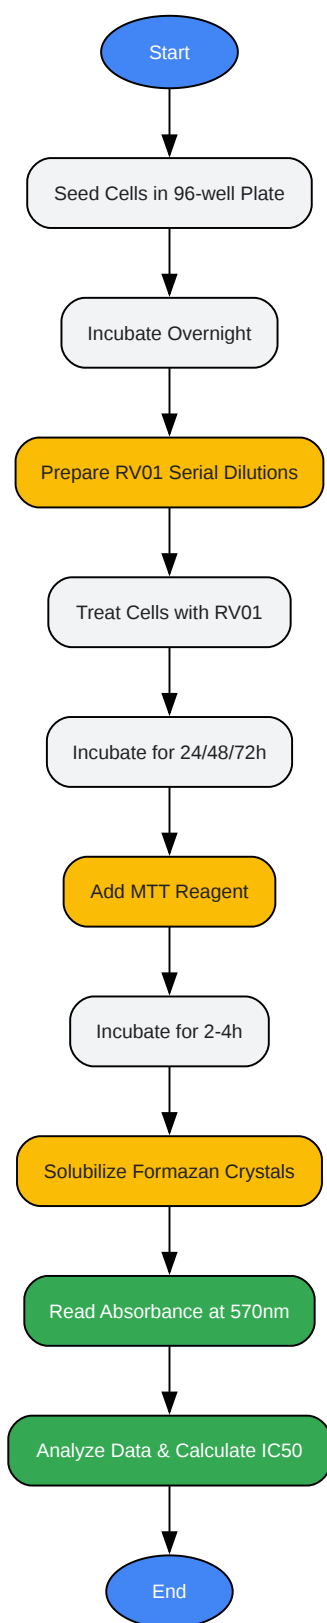 Start
Seed Cells in 96-well Plate
Incubate Overnight
Prepare RV01 Serial Dilutions
Treat Cells with RV01
Incubate for 24/48/72h
Add MTT Reagent
Incubate for 2-4h
Solubilize Formazan Crystals
Read Absorbance at 570nm
Analyze Data & Calculate IC50
End